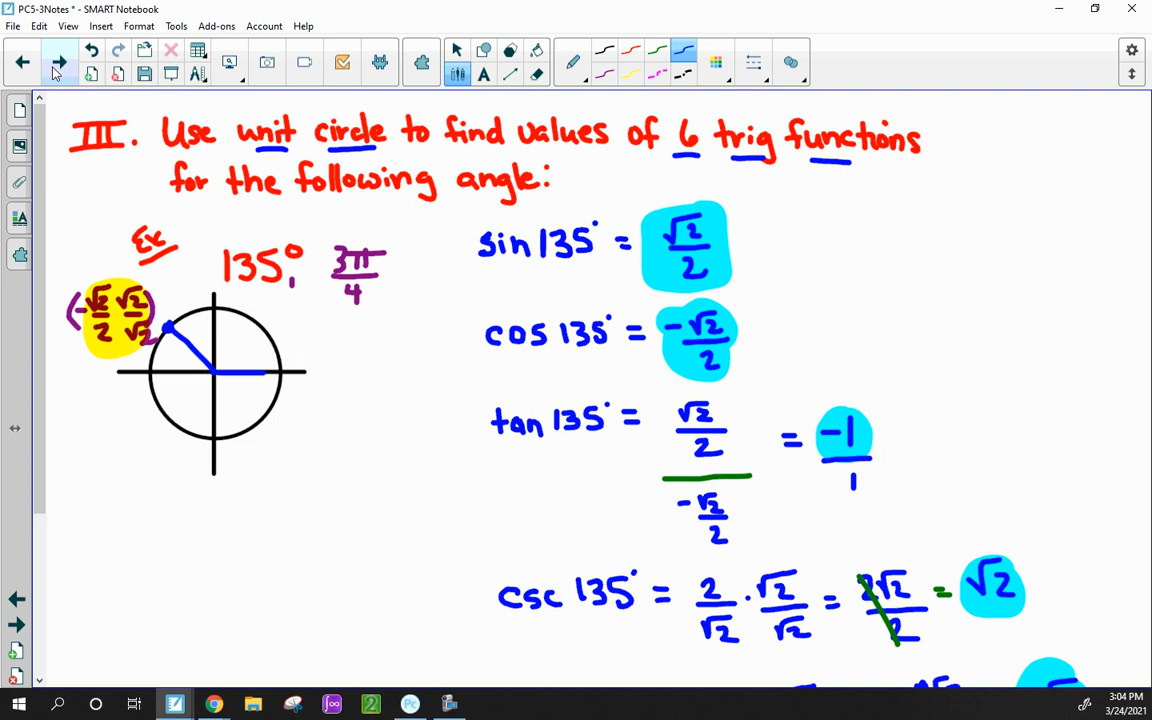 PC5-3Notes * - SMART Notebook
File Edit View Insert Format Tools Add-ons Account Help
III. Use unit circle to find values of 6 trig functions
for the following angle:
Ex
135°, 3π/4
(-√2/2 √2/√2)
sin 135° = √2/2
cos 135° = -√2/2
tan 135° = √2/2 / -√2/2 = -1/1
csc 135° = 2/√2 · √2/√2 = 2√2/2 = √2
3:04 PM
3/24/2021